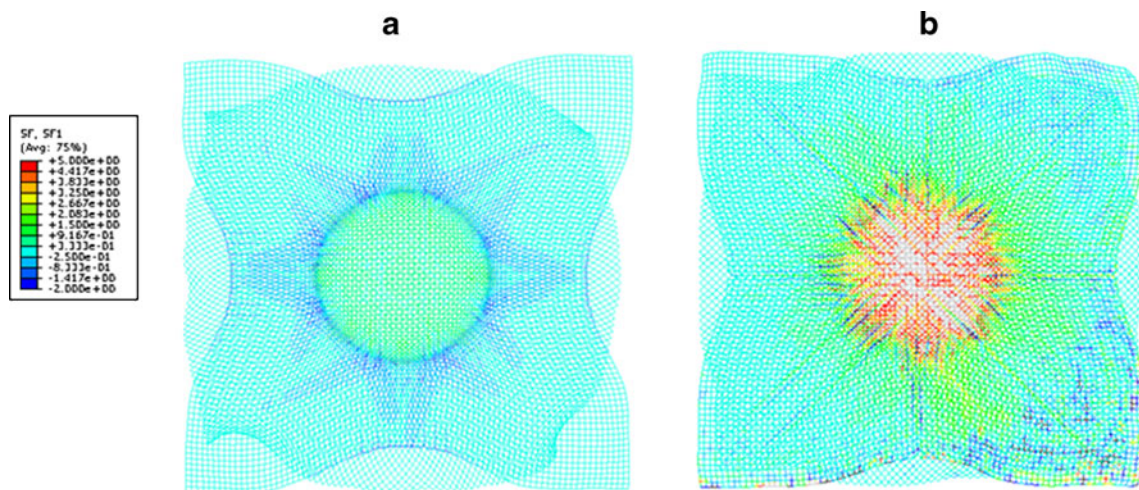 a
b
SF, SF1
(Avg: 75%)
+5.000e+00
+4.417e+00
+3.833e+00
+3.250e+00
+2.667e+00
+2.083e+00
+1.500e+00
+9.167e-01
+3.333e-01
-2.500e-01
-8.333e-01
-1.417e+00
-2.000e+00